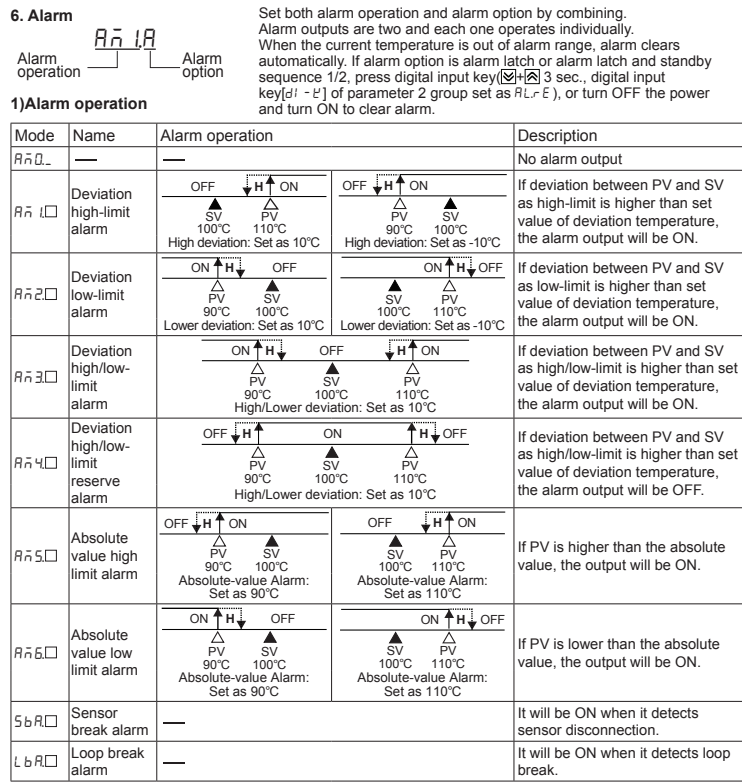 6. Alarm
AM1.A
Alarm operation
Alarm option
Set both alarm operation and alarm option by combining.
Alarm outputs are two and each one operates individually.
When the current temperature is out of alarm range, alarm clears
automatically. If alarm option is alarm latch or alarm latch and standby
sequence 1/2, press digital input key(+ 3 sec., digital input
key[dI-K] of parameter 2 group set as AL.rE), or turn OFF the power
and turn ON to clear alarm.
1)Alarm operation
Mode Name Alarm operation Description
AM0._ — — No alarm output
AM1.□
Deviation
high-limit
alarm
OFF H ON
SV PV
100℃ 110℃
High deviation: Set as 10℃
OFF H ON
PV SV
90℃ 100℃
High deviation: Set as -10℃
If deviation between PV and SV
as high-limit is higher than set
value of deviation temperature,
the alarm output will be ON.
AM2.□
Deviation
low-limit
alarm
ON H OFF
PV SV
90℃ 100℃
Lower deviation: Set as 10℃
ON H OFF
SV PV
100℃ 110℃
Lower deviation: Set as -10℃
If deviation between PV and SV
as low-limit is higher than set
value of deviation temperature,
the alarm output will be ON.
AM3.□
Deviation
high/low-
limit
alarm
ON H OFF H ON
PV SV PV
90℃ 100℃ 110℃
High/Lower deviation: Set as 10℃
If deviation between PV and SV
as high/low-limit is higher than set
value of deviation temperature,
the alarm output will be ON.
AM4.□
Deviation
high/low-
limit
reserve
alarm
OFF H ON H OFF
PV SV PV
90℃ 100℃ 110℃
High/Lower deviation: Set as 10℃
If deviation between PV and SV
as high/low-limit is higher than set
value of deviation temperature,
the alarm output will be OFF.
AM5.□
Absolute
value high
limit alarm
OFF H ON
PV SV
90℃ 100℃
Absolute-value Alarm:
Set as 90℃
OFF H ON
SV PV
100℃ 110℃
Absolute-value Alarm:
Set as 110℃
If PV is higher than the absolute
value, the output will be ON.
AM6.□
Absolute
value low
limit alarm
ON H OFF
PV SV
90℃ 100℃
Absolute-value Alarm:
Set as 90℃
ON H OFF
SV PV
100℃ 110℃
Absolute-value Alarm:
Set as 110℃
If PV is lower than the absolute
value, the output will be ON.
SbA.□
Sensor
break alarm
—
It will be ON when it detects
sensor disconnection.
LbA.□
Loop break
alarm
—
It will be ON when it detects loop
break.